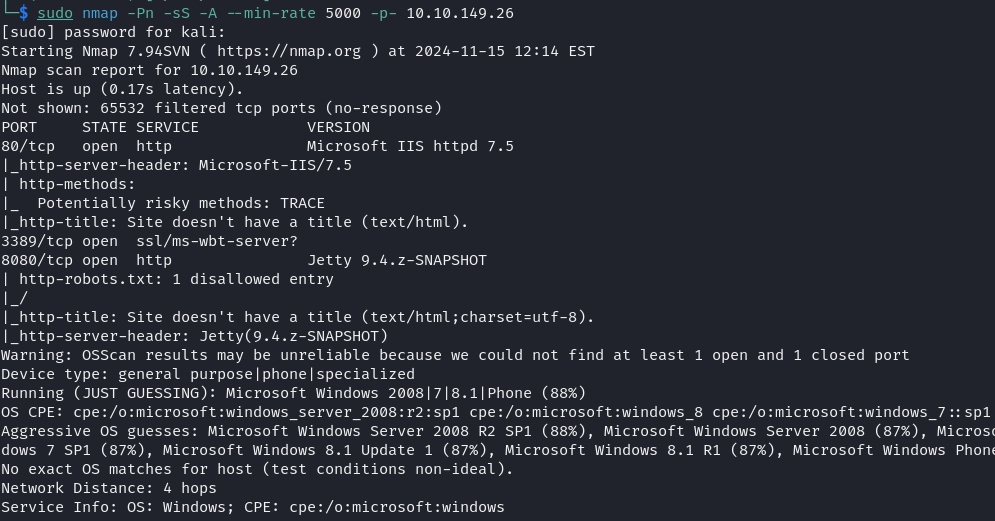 └─$ sudo nmap -Pn -sS -A --min-rate 5000 -p- 10.10.149.26
[sudo] password for kali:
Starting Nmap 7.94SVN ( https://nmap.org ) at 2024-11-15 12:14 EST
Nmap scan report for 10.10.149.26
Host is up (0.17s latency).
Not shown: 65532 filtered tcp ports (no-response)
PORT     STATE SERVICE            VERSION
80/tcp   open  http               Microsoft IIS httpd 7.5
|_http-server-header: Microsoft-IIS/7.5
| http-methods:
|_  Potentially risky methods: TRACE
|_http-title: Site doesn't have a title (text/html).
3389/tcp open  ssl/ms-wbt-server?
8080/tcp open  http               Jetty 9.4.z-SNAPSHOT
| http-robots.txt: 1 disallowed entry
|_/
|_http-title: Site doesn't have a title (text/html;charset=utf-8).
|_http-server-header: Jetty(9.4.z-SNAPSHOT)
Warning: OSScan results may be unreliable because we could not find at least 1 open and 1 closed port
Device type: general purpose|phone|specialized
Running (JUST GUESSING): Microsoft Windows 2008|7|8.1|Phone (88%)
OS CPE: cpe:/o:microsoft:windows_server_2008:r2:sp1 cpe:/o:microsoft:windows_8 cpe:/o:microsoft:windows_7::sp1
Aggressive OS guesses: Microsoft Windows Server 2008 R2 SP1 (88%), Microsoft Windows Server 2008 (87%), Microso
dows 7 SP1 (87%), Microsoft Windows 8.1 Update 1 (87%), Microsoft Windows 8.1 R1 (87%), Microsoft Windows Phone
No exact OS matches for host (test conditions non-ideal).
Network Distance: 4 hops
Service Info: OS: Windows; CPE: cpe:/o:microsoft:windows